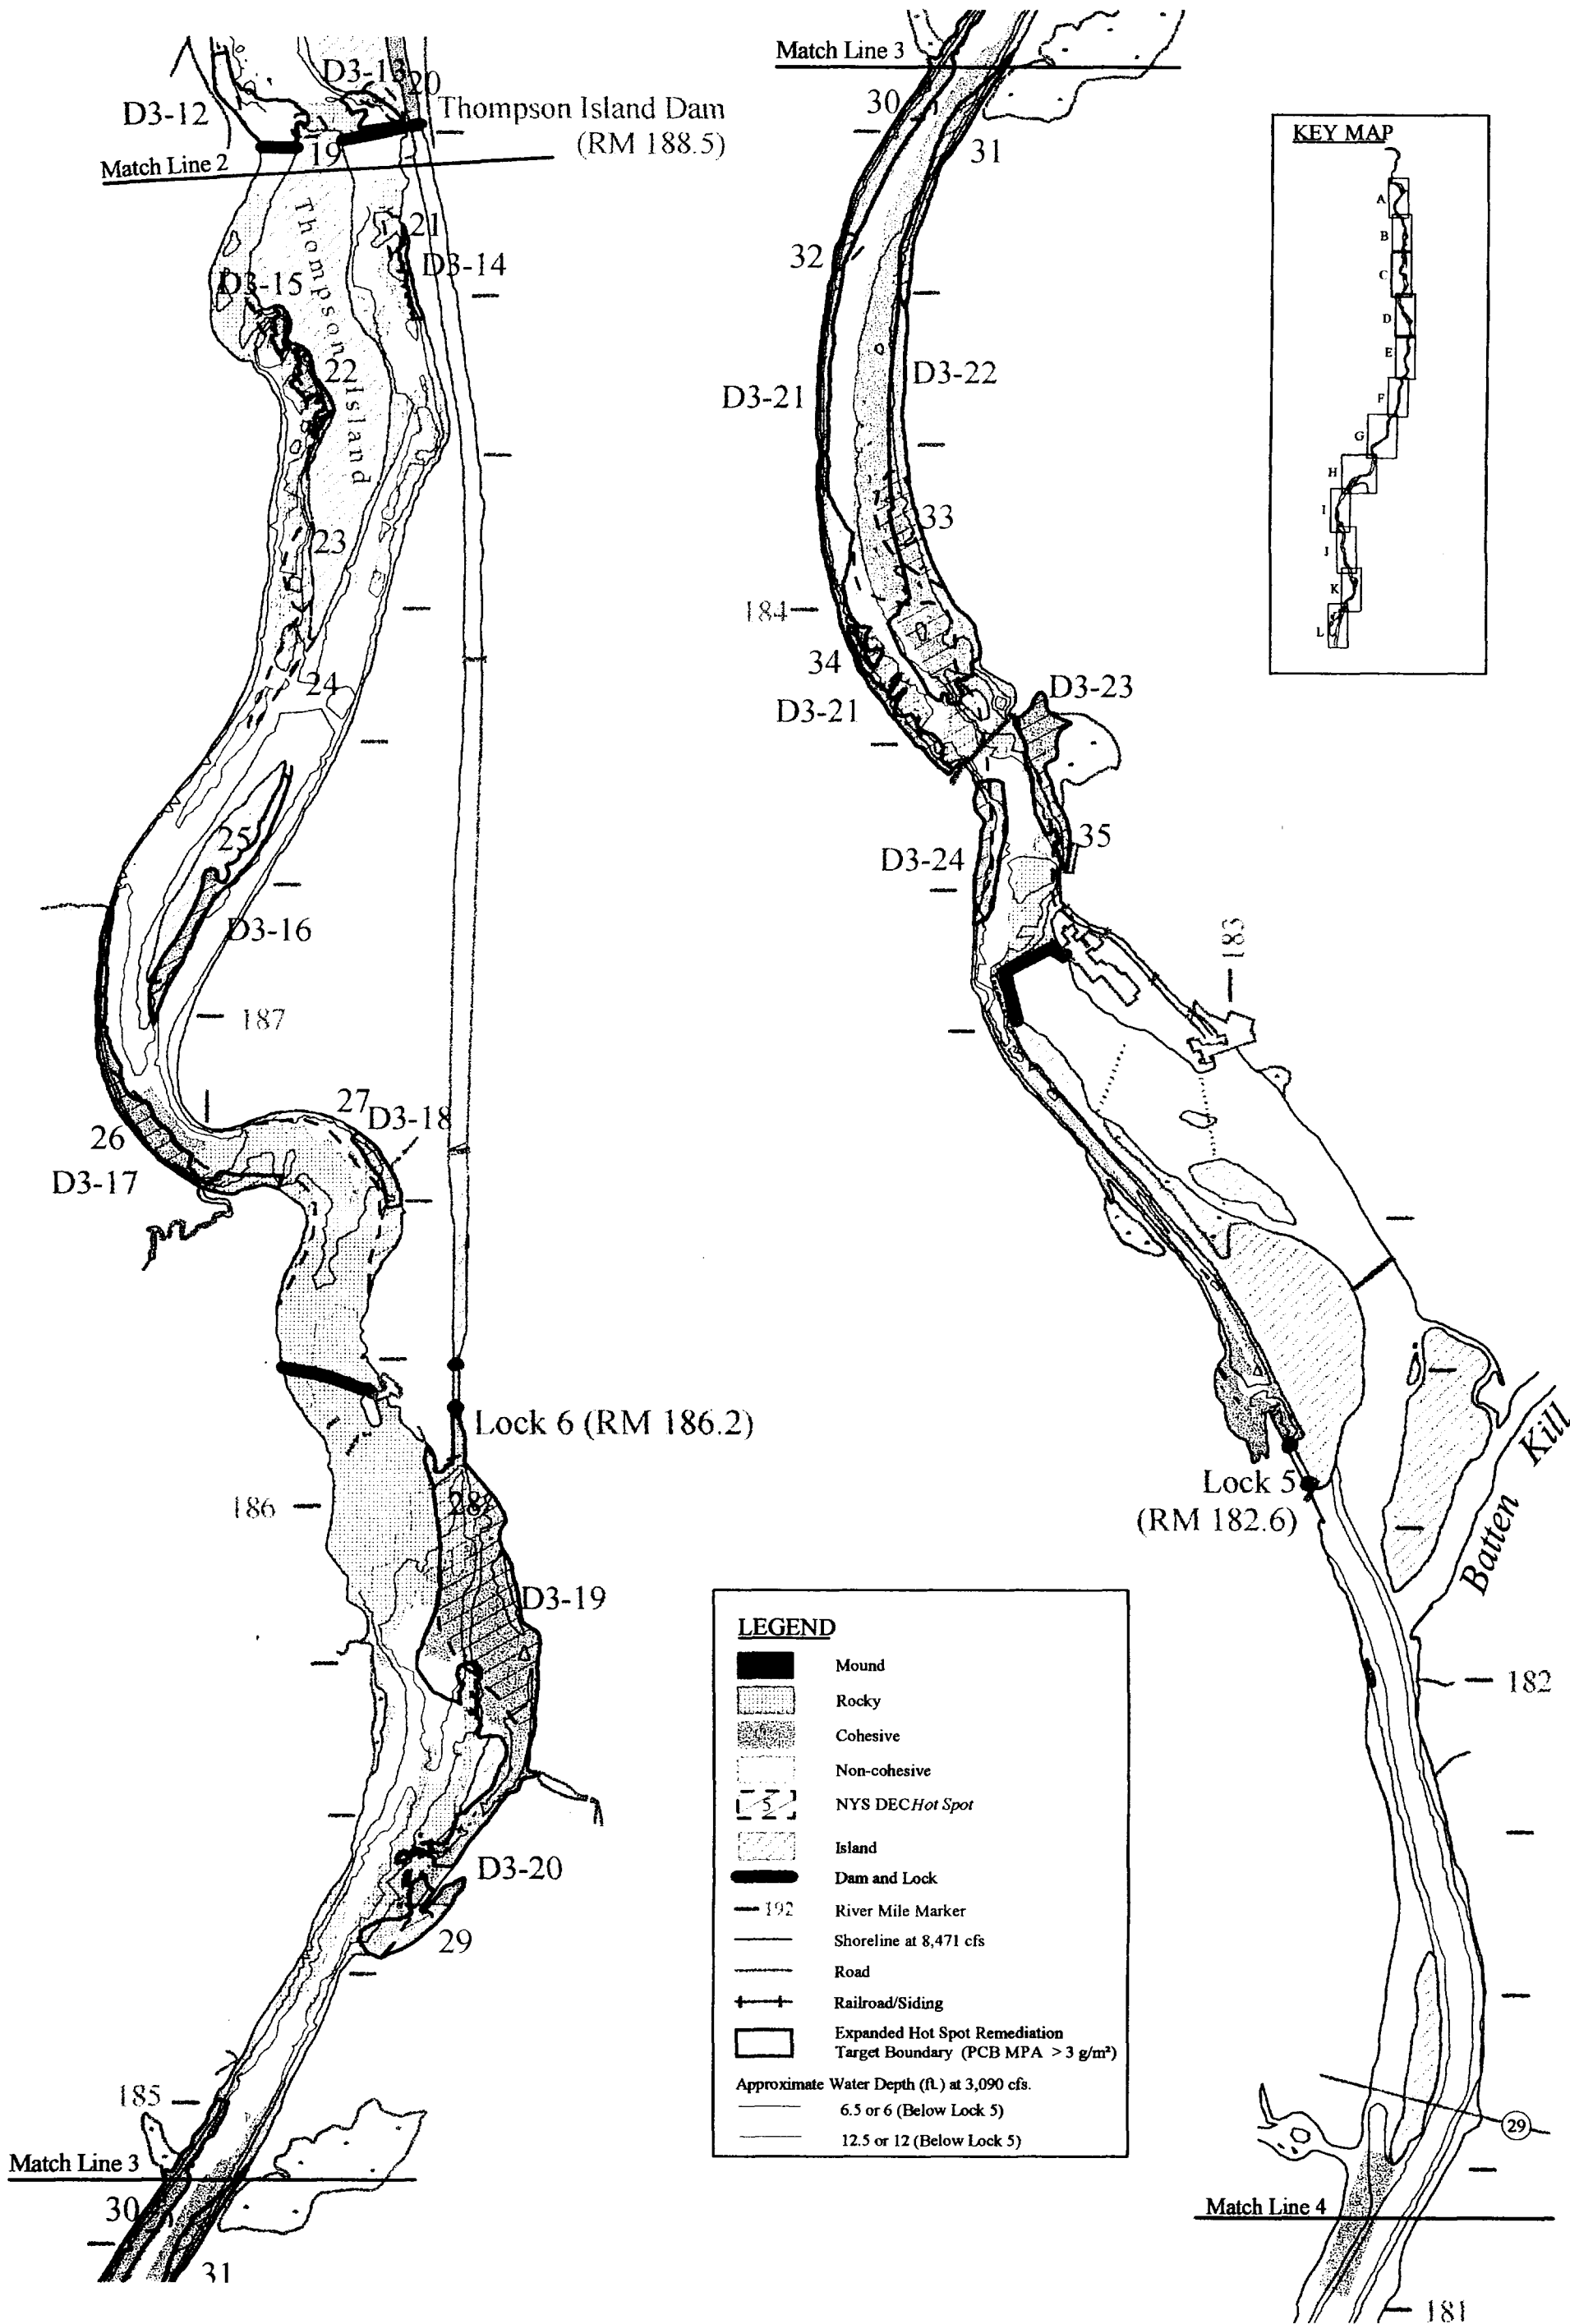 D3-13
20
D3-12
Thompson Island Dam
(RM 188.5)
19
Match Line 2
Thompson Island
21
D3-14
D3-15
22
23
24
25
D3-16
187
27
D3-18
26
D3-17
Lock 6 (RM 186.2)
186
28
D3-19
D3-20
29
185
Match Line 3
30
31
Match Line 3
30
31
32
D3-21
D3-22
33
184
34
D3-21
D3-23
35
D3-24
183
Lock 5
(RM 182.6)
Batten Kill
182
29
Match Line 4
181
KEY MAP
A
B
C
D
E
F
G
H
I
J
K
L
LEGEND
Mound
Rocky
Cohesive
Non-cohesive
5 NYS DEC Hot Spot
Island
Dam and Lock
192 River Mile Marker
Shoreline at 8,471 cfs
Road
Railroad/Siding
Expanded Hot Spot Remediation
Target Boundary (PCB MPA > 3 g/m²)
Approximate Water Depth (ft.) at 3,090 cfs.
6.5 or 6 (Below Lock 5)
12.5 or 12 (Below Lock 5)